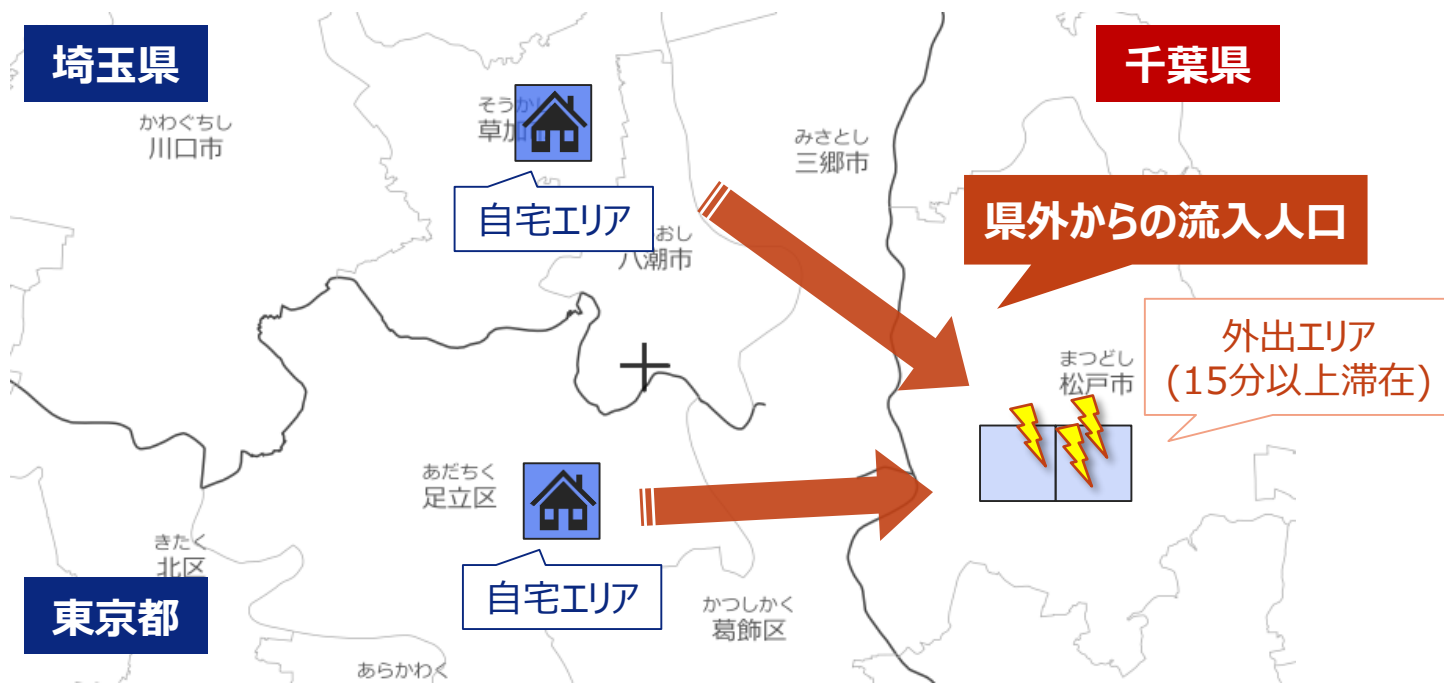 埼玉県
千葉県
かわぐちし
川口市
そうか
草加
みさとし
三郷市
自宅エリア
県外からの流入人口
おし
八潮市
外出エリア
(15分以上滞在)
まつどし
松戸市
あだちく
足立区
きたく
北区
自宅エリア
かつしかく
葛飾区
東京都
あらかわく